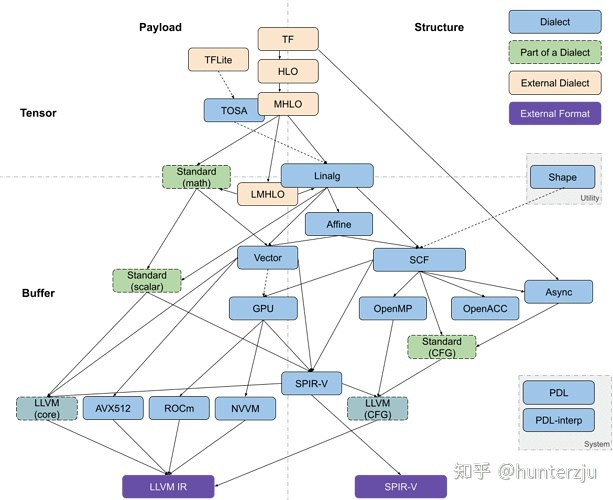 Payload
Structure
TF
Dialect
TFLite
Part of a Dialect
HLO
External Dialect
Tensor
TOSA
MHLO
External Format
Standard
(math)
Linalg
Shape
LMHLO
Utility
Affine
Vector
SCF
Standard
(scalar)
Buffer
Async
GPU
OpenMP
OpenACC
Standard
(CFG)
SPIR-V
PDL
LLVM
(core)
AVX512
ROCm
NVVM
LLVM
(CFG)
PDL-interp
System
LLVM IR
SPIR-V
知乎 @hunterzju